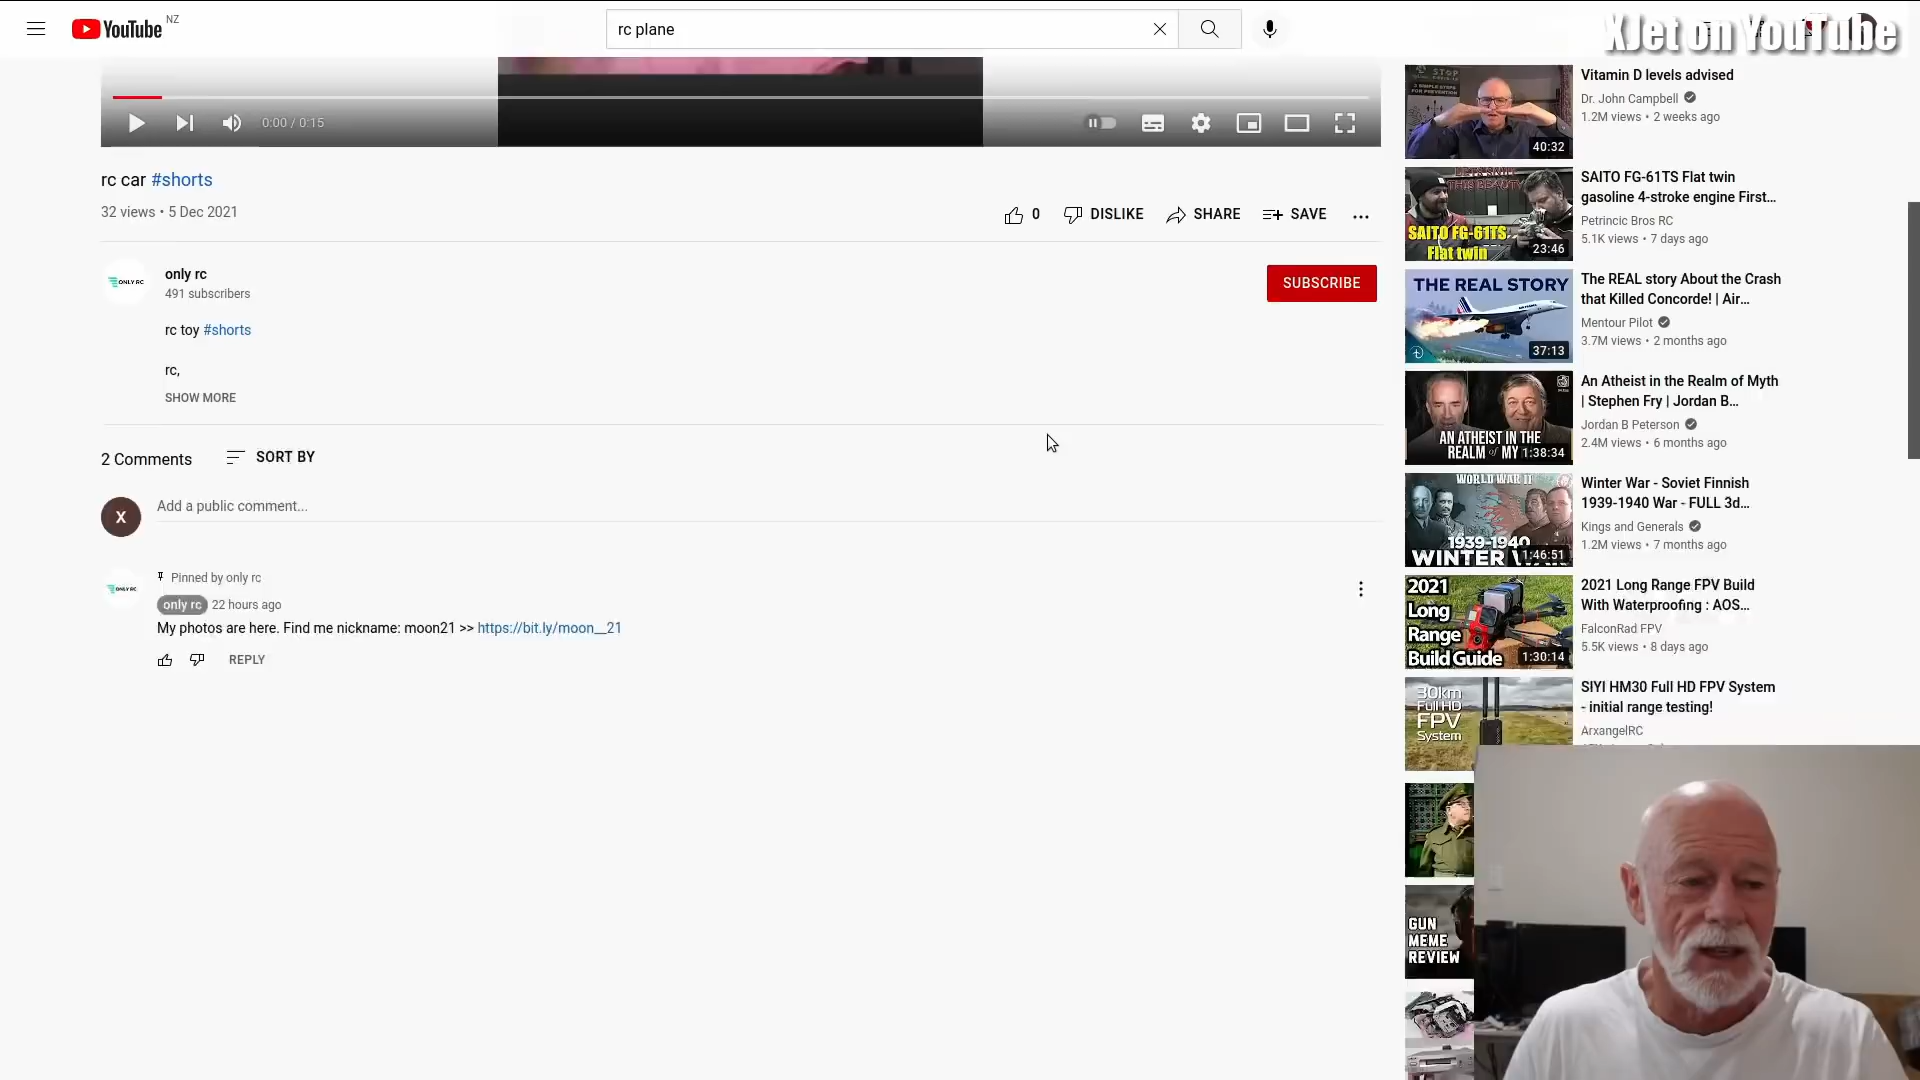 YouTube NZ
rc plane
XJet on YouTube
0:00 / 0:15
rc car #shorts
32 views • 5 Dec 2021
0 DISLIKE SHARE SAVE
ONLY RC
only rc
491 subscribers
SUBSCRIBE
rc toy #shorts
rc,
SHOW MORE
2 Comments SORT BY
X
Add a public comment...
ONLY RC
Pinned by only rc
only rc 22 hours ago
My photos are here. Find me nickname: moon21 >> https://bit.ly/moon__21
REPLY
STOP
40:32
Vitamin D levels advised
Dr. John Campbell
1.2M views • 2 weeks ago
THIS BEAUTY
SAITO FG-61TS
Flat twin
23:46
SAITO FG-61TS Flat twin
gasoline 4-stroke engine First...
Petrincic Bros RC
5.1K views • 7 days ago
THE REAL STORY
37:13
The REAL story About the Crash
that Killed Concorde! | Air...
Mentour Pilot
3.7M views • 2 months ago
AN ATHEIST IN THE
REALM of MY
1:38:34
An Atheist in the Realm of Myth
| Stephen Fry | Jordan B...
Jordan B Peterson
2.4M views • 6 months ago
WORLD WAR II
1939-1940
WINTER
1:46:51
Winter War - Soviet Finnish
1939-1940 War - FULL 3d...
Kings and Generals
1.2M views • 7 months ago
2021
Long
Range
Build Guide
1:30:14
2021 Long Range FPV Build
With Waterproofing : AOS...
FalconRad FPV
5.5K views • 8 days ago
30km
Full HD
FPV
System
SIYI HM30 Full HD FPV System
- initial range testing!
ArxangelRC
GUN
MEME
REVIEW